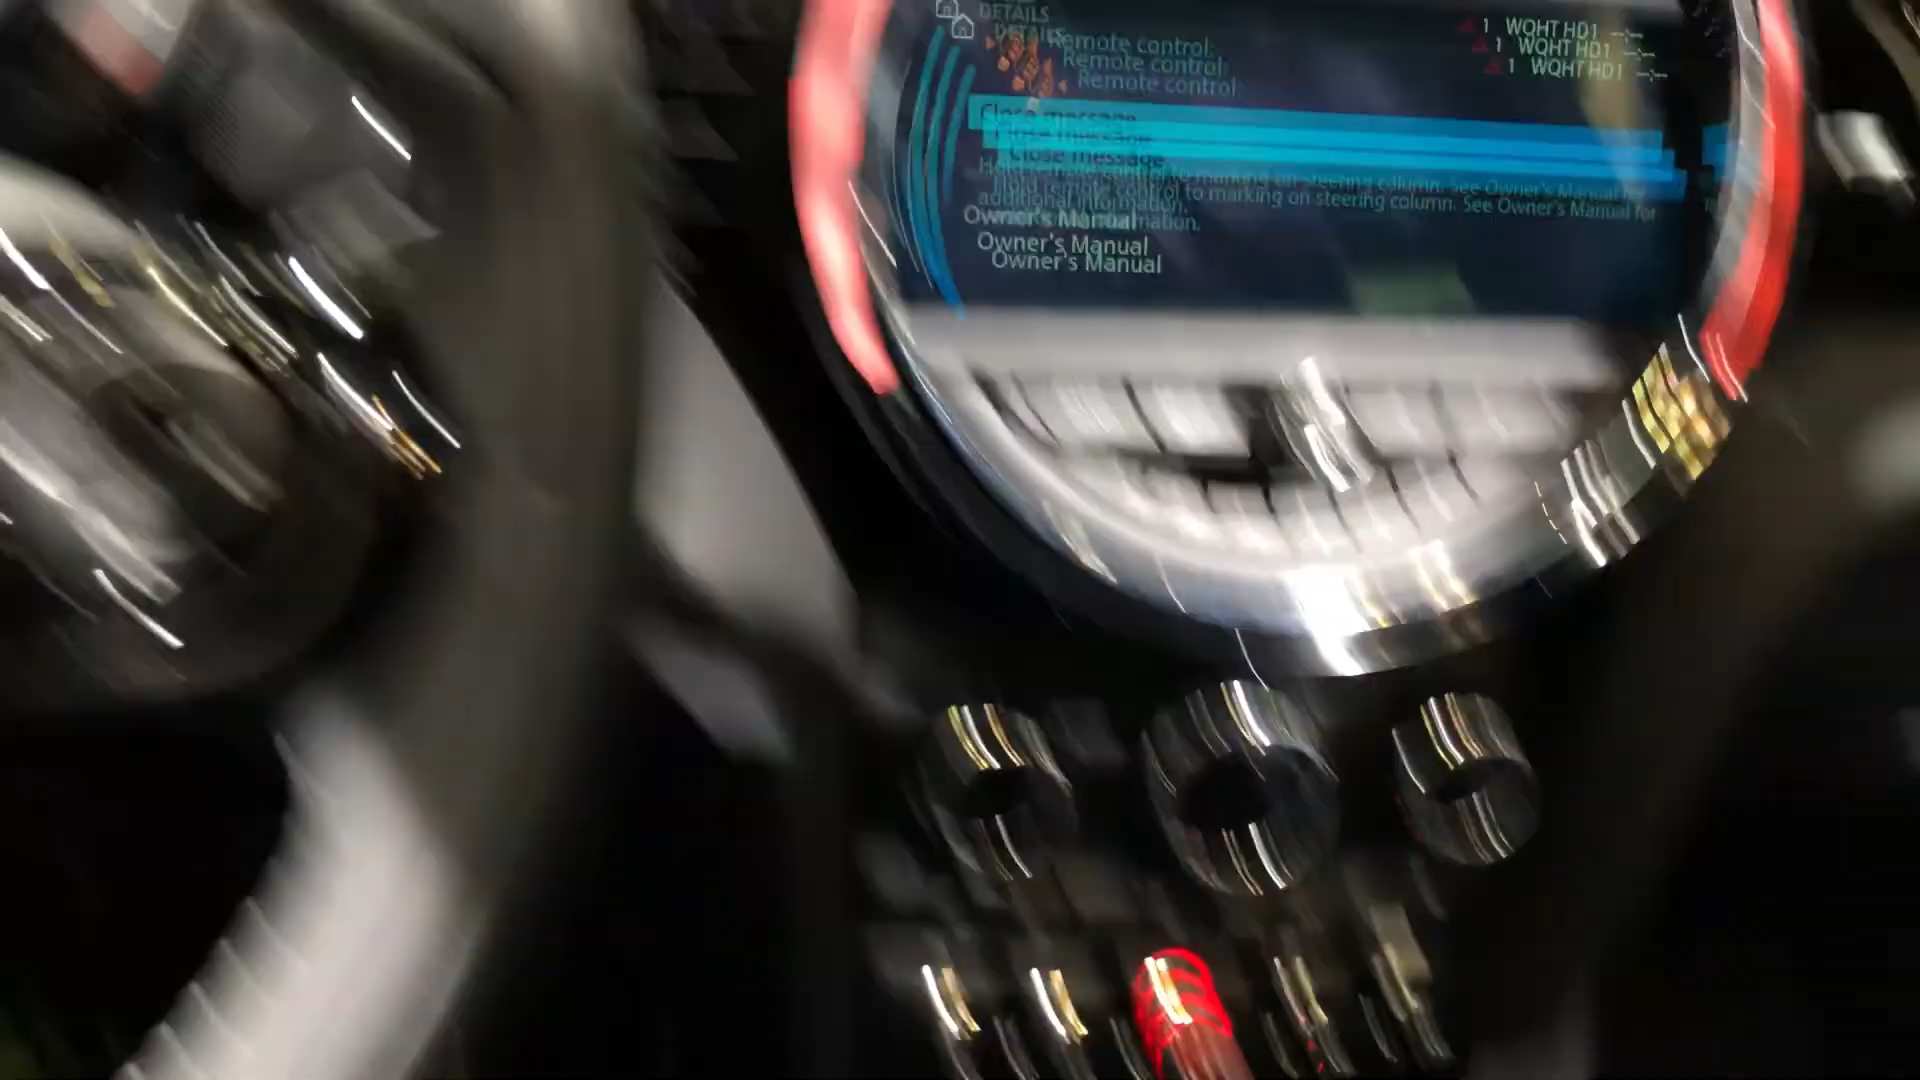 DETAILS
1 WQHT HD1 --:--
Remote control:
Close message
Hold remote control to marking on steering column. See Owner's Manual for
additional information.
Owner's Manual